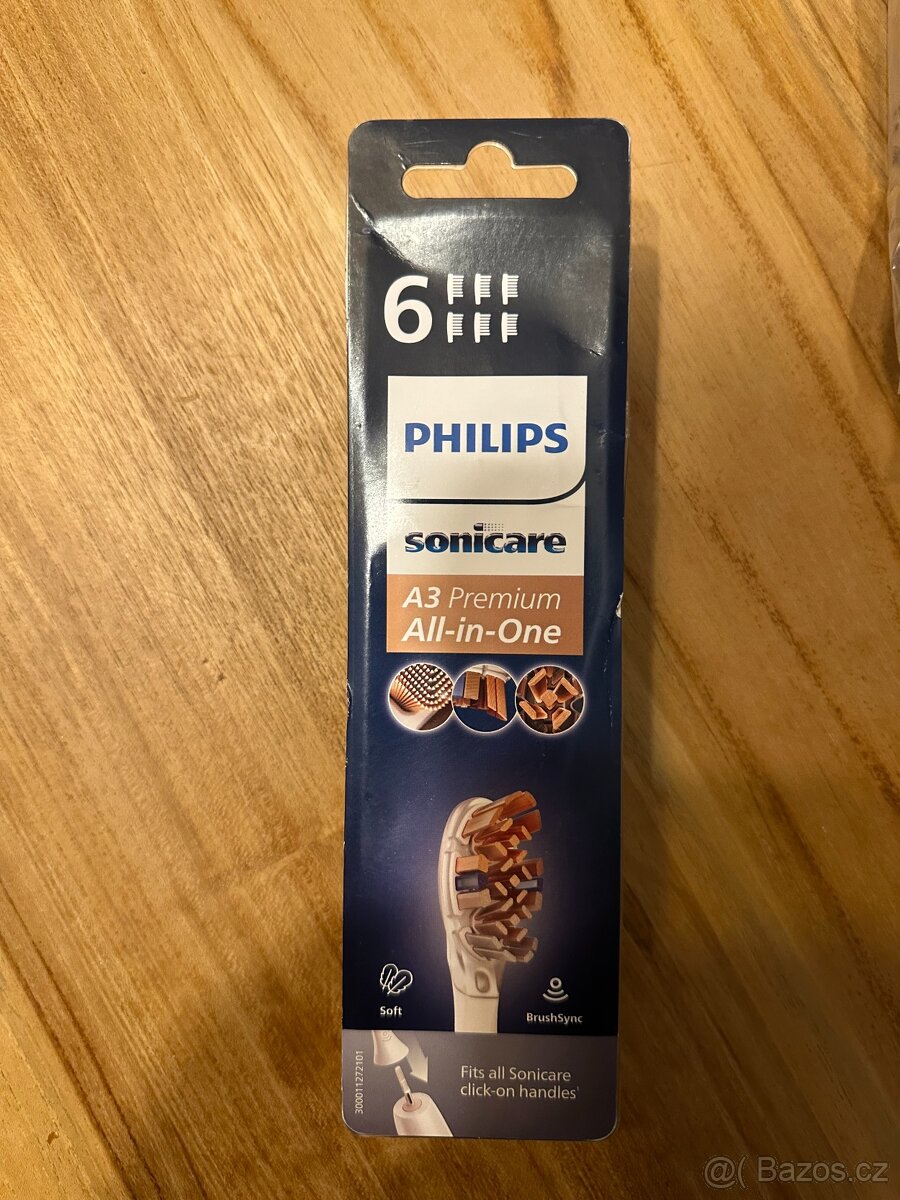 6
PHILIPS
sonicare
A3 Premium
All-in-One
Soft
BrushSync
300011272101
Fits all Sonicare
click-on handles¹
@( Bazos.cz